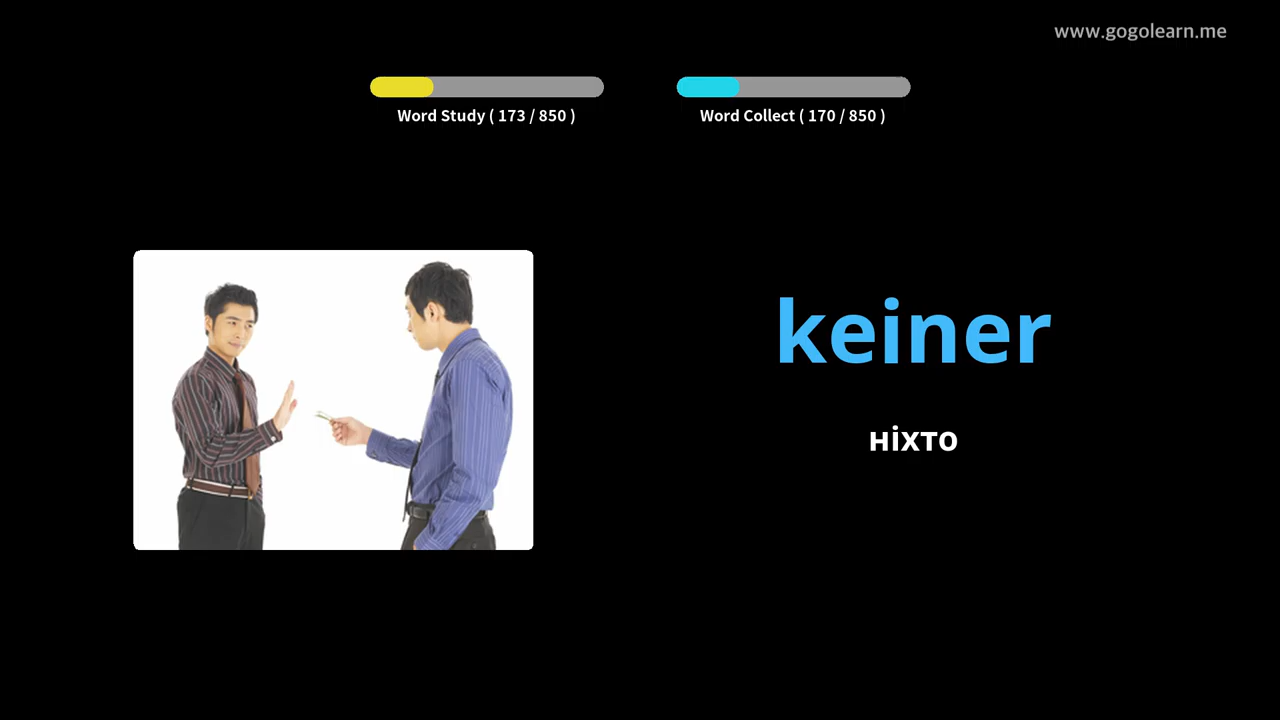 www.gogolearn.me
Word Study ( 173 / 850 )
Word Collect ( 170 / 850 )
keiner
ніхто